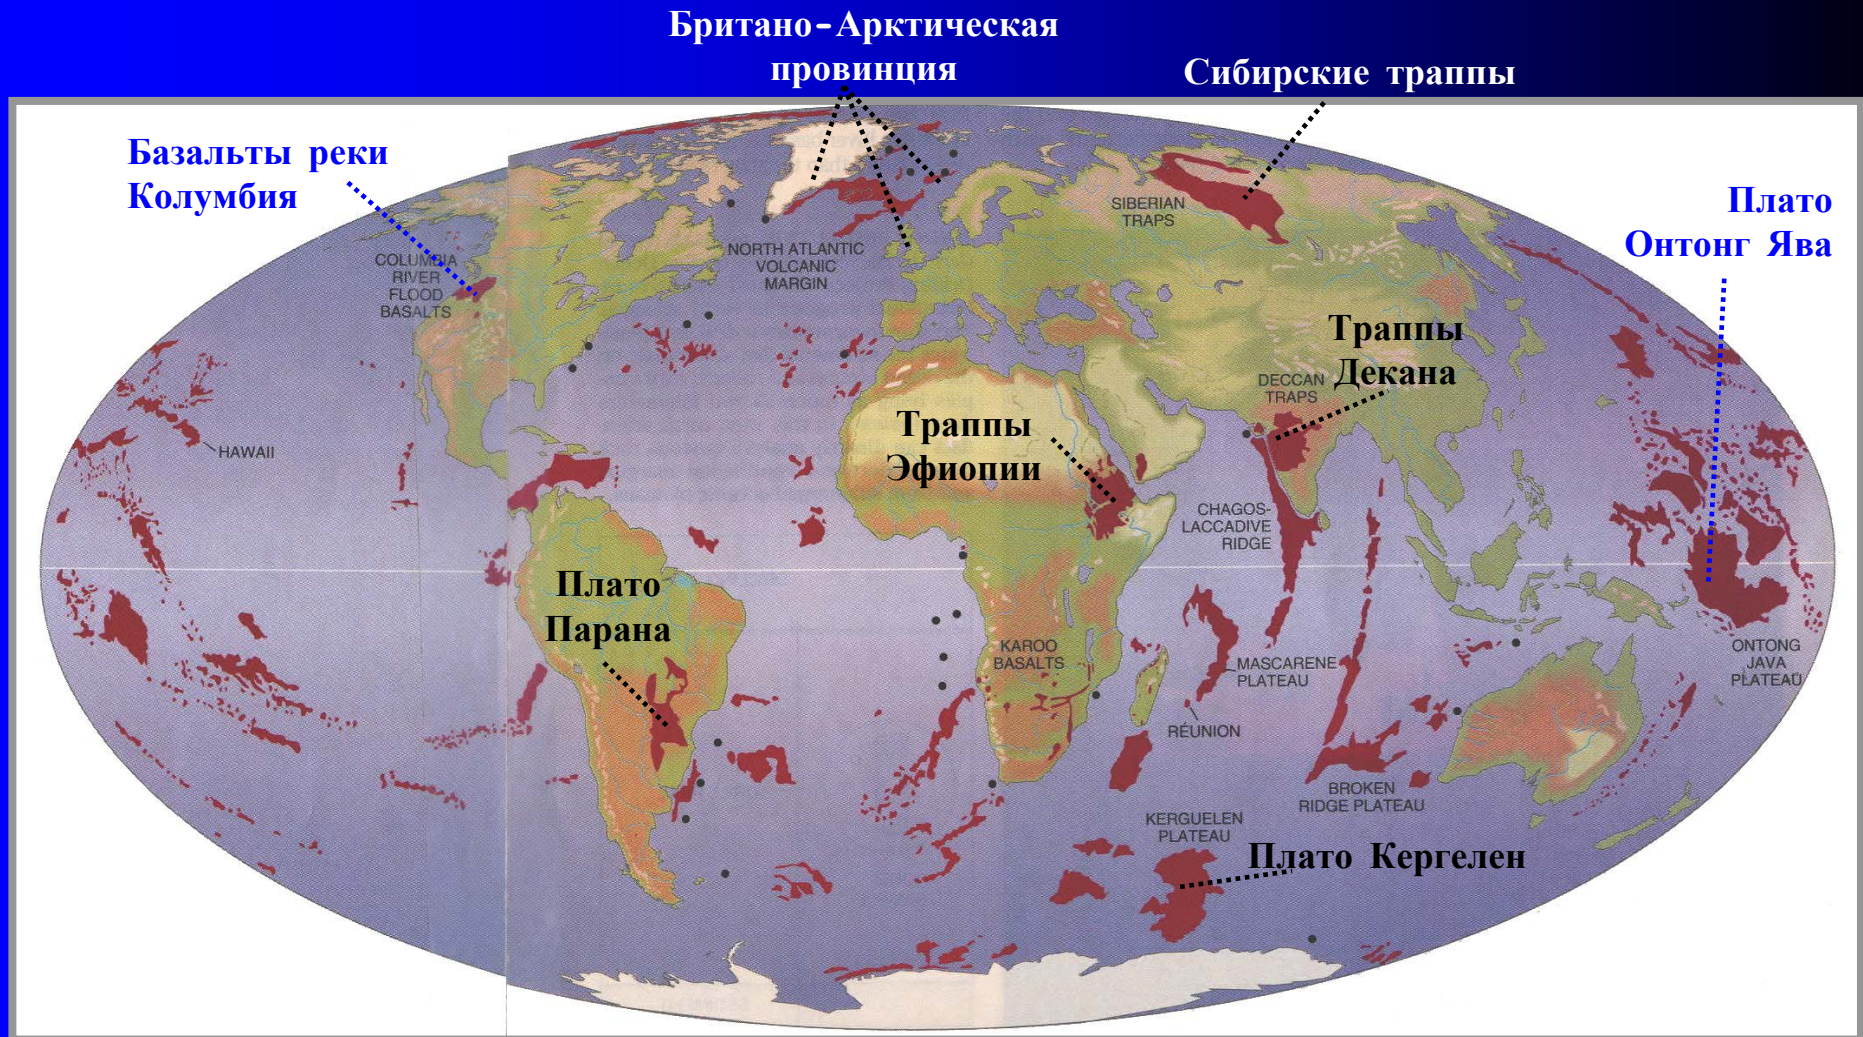 Британо-Арктическая
провинция
Сибирские траппы
Базальты реки
Колумбия
Плато
Онтонг Ява
SIBERIAN
TRAPS
NORTH ATLANTIC
VOLCANIC
MARGIN
COLUMBIA
RIVER
FLOOD
BASALTS
Траппы
Декана
DECCAN
TRAPS
Траппы
Эфиопии
HAWAII
CHAGOS-
LACCADIVE
RIDGE
Плато
Парана
KAROO
BASALTS
MASCARENE
PLATEAU
RÉUNION
ONTONG
JAVA
PLATEAU
BROKEN
RIDGE PLATEAU
KERGUELEN
PLATEAU
Плато Кергелен